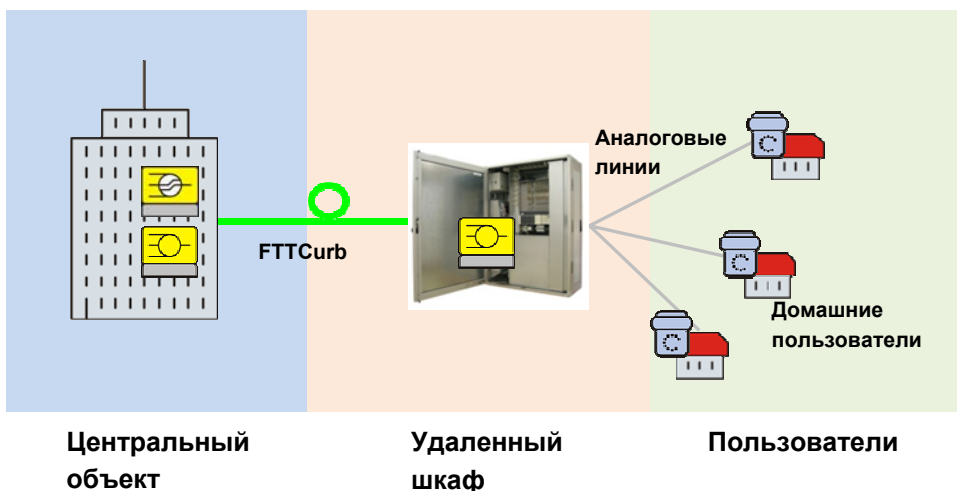 Аналоговые
линии
FTTCurb
Домашние
пользователи
Центральный
объект
Удаленный
шкаф
Пользователи